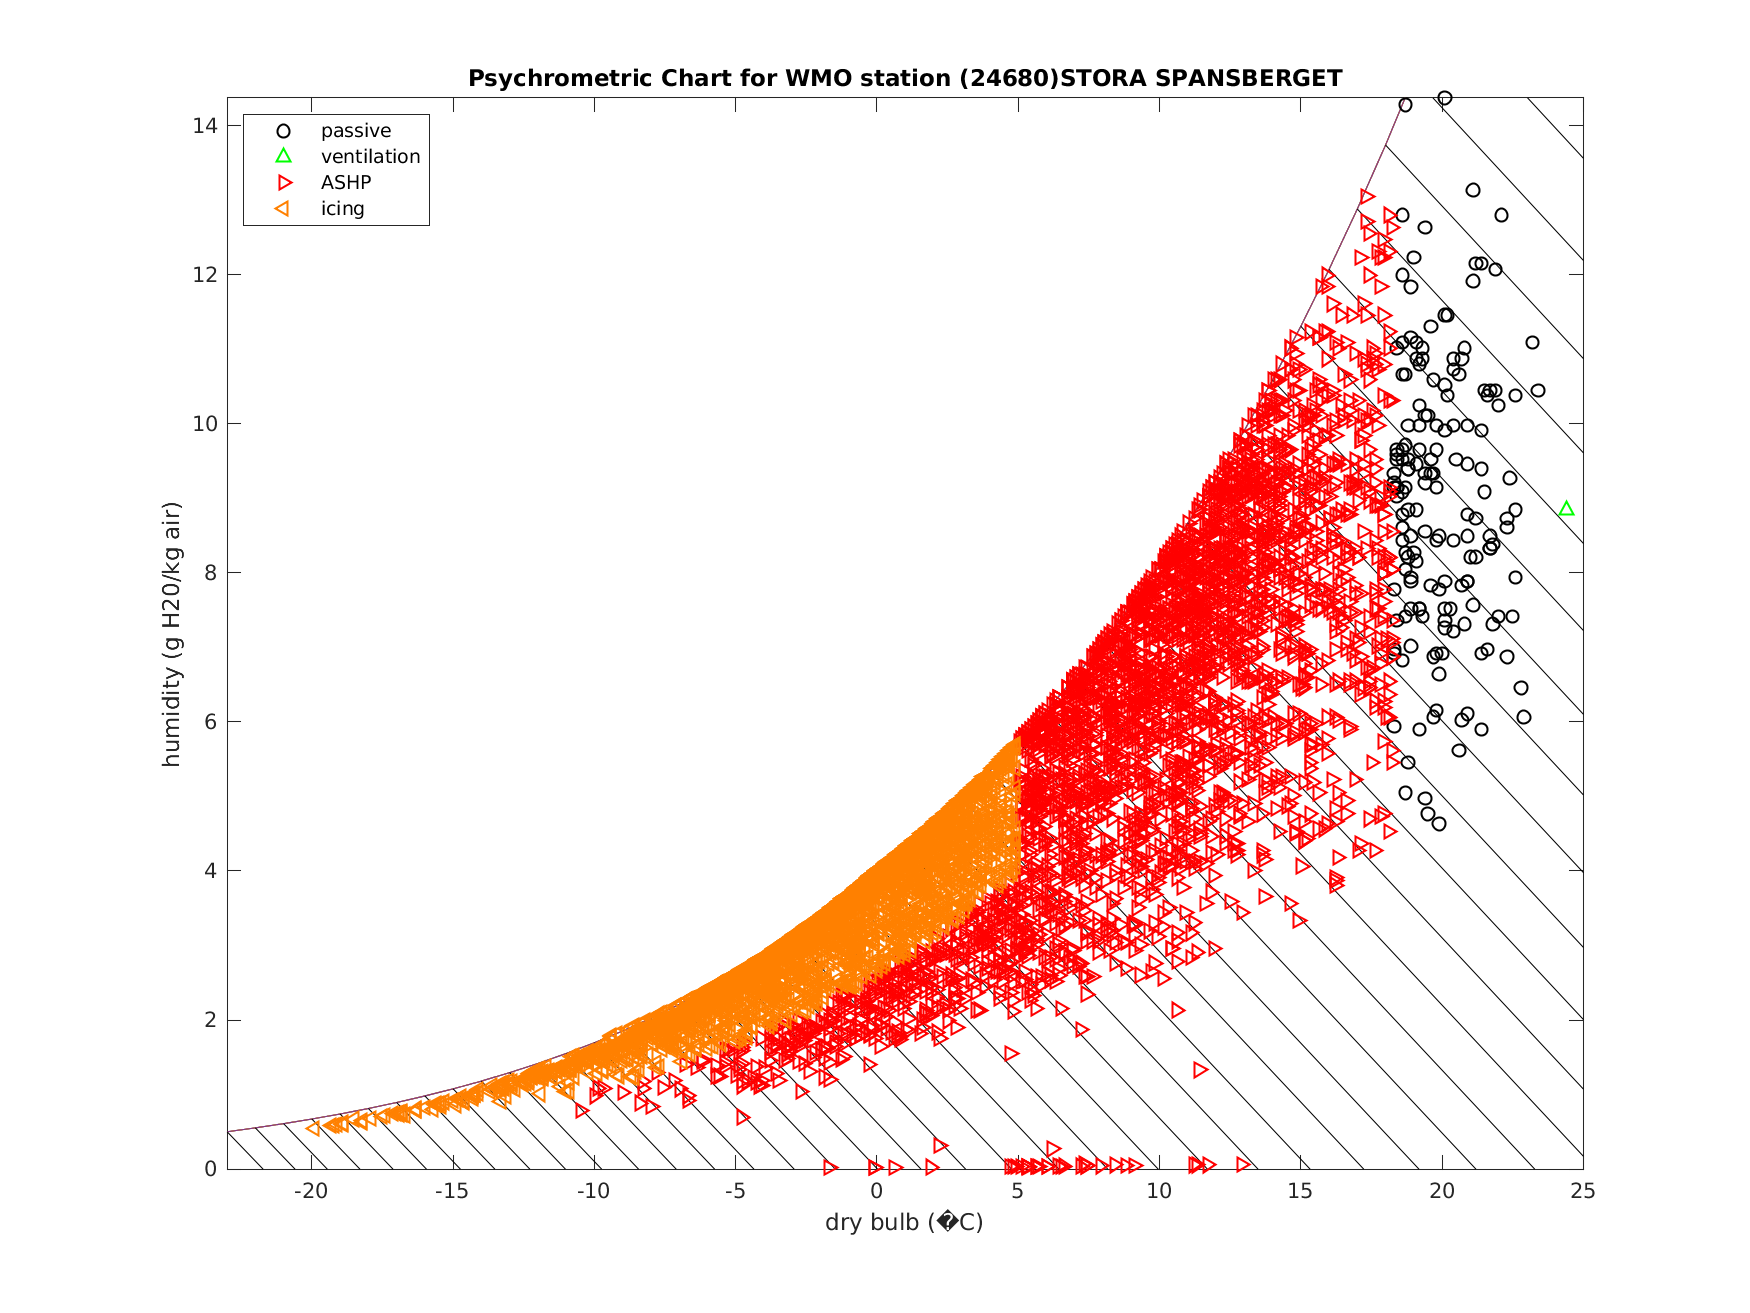 Psychrometric Chart for WMO station (24680)STORA SPANSBERGET
passive
ventilation
ASHP
icing
humidity (g H20/kg air)
14
12
10
8
6
4
2
0
-20 -15 -10 -5 0 5 10 15 20 25
dry bulb (�C)